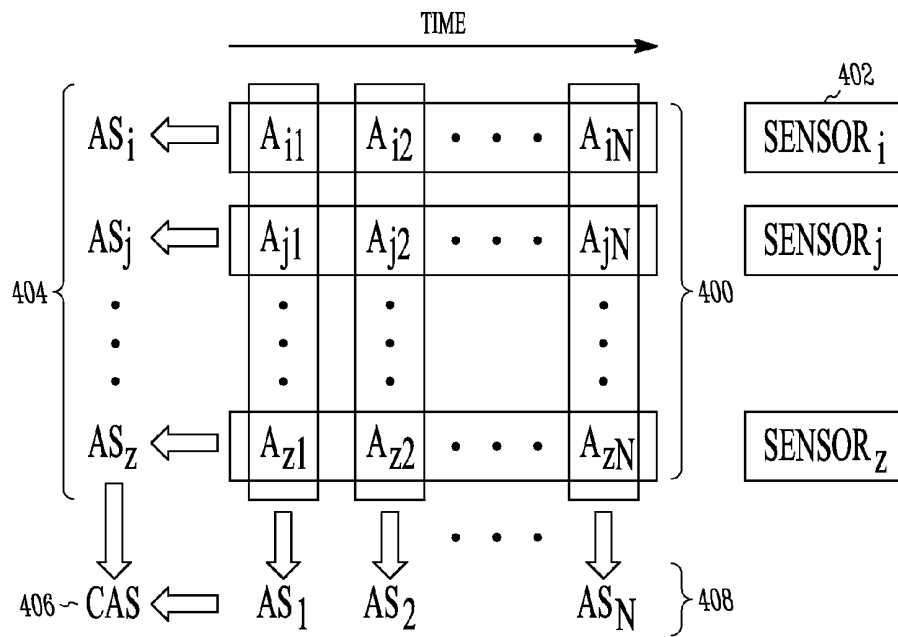 TIME
402
AS_i A_i1 A_i2 • • • A_iN SENSOR_i
AS_j A_j1 A_j2 • • • A_jN SENSOR_j
404 400
AS_z A_z1 A_z2 • • • A_zN SENSOR_z
406 CAS AS_1 AS_2 • • • AS_N 408